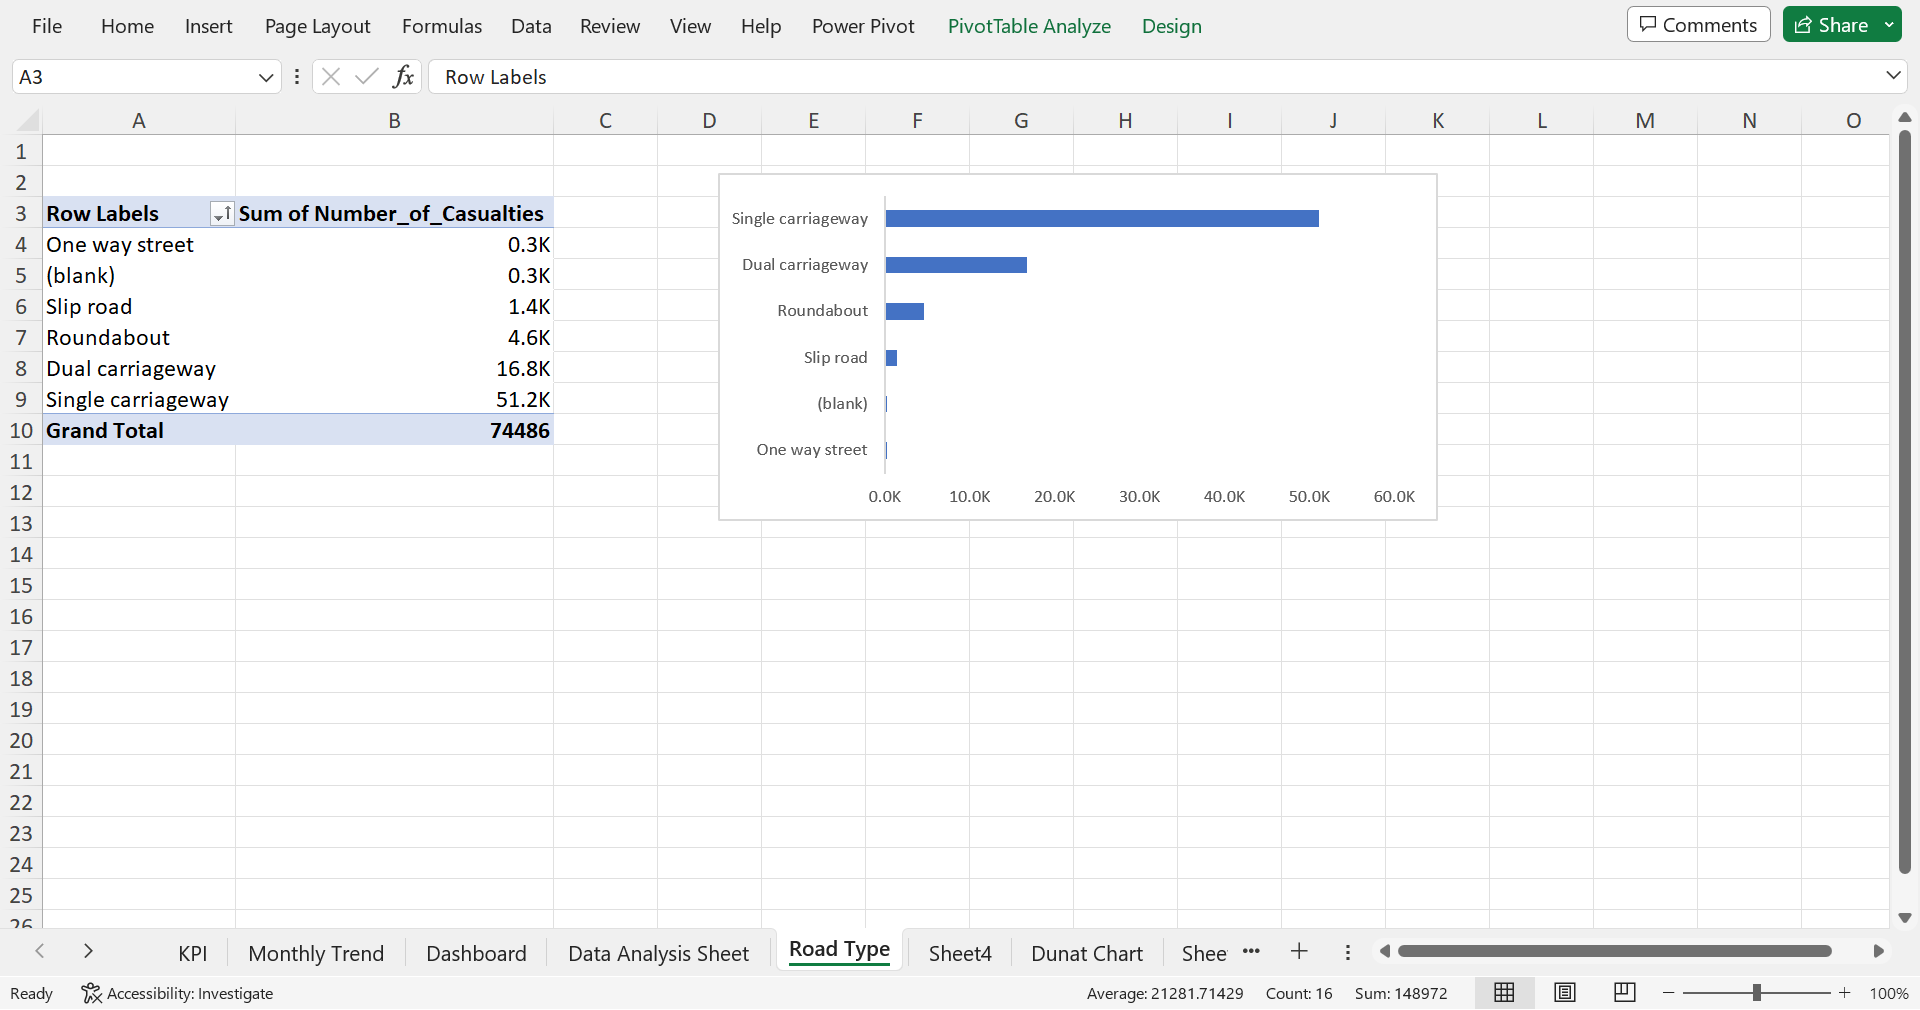 File Home Insert Page Layout Formulas Data Review View Help Power Pivot PivotTable Analyze Design Comments Share
A3 fx Row Labels
A B C D E F G H I J K L M N O
1
2
3 Row Labels Sum of Number_of_Casualties
4 One way street 0.3K
5 (blank) 0.3K
6 Slip road 1.4K
7 Roundabout 4.6K
8 Dual carriageway 16.8K
9 Single carriageway 51.2K
10 Grand Total 74486
11
12
13
14
15
16
17
18
19
20
21
22
23
24
25
26
Single carriageway
Dual carriageway
Roundabout
Slip road
(blank)
One way street
0.0K 10.0K 20.0K 30.0K 40.0K 50.0K 60.0K
KPI Monthly Trend Dashboard Data Analysis Sheet Road Type Sheet4 Dunat Chart Shee
Ready Accessibility: Investigate Average: 21281.71429 Count: 16 Sum: 148972 100%